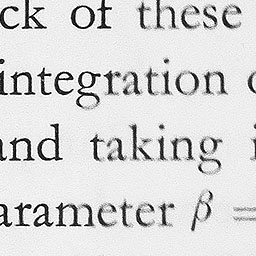 ck of these
integration
and taking
arameter β =